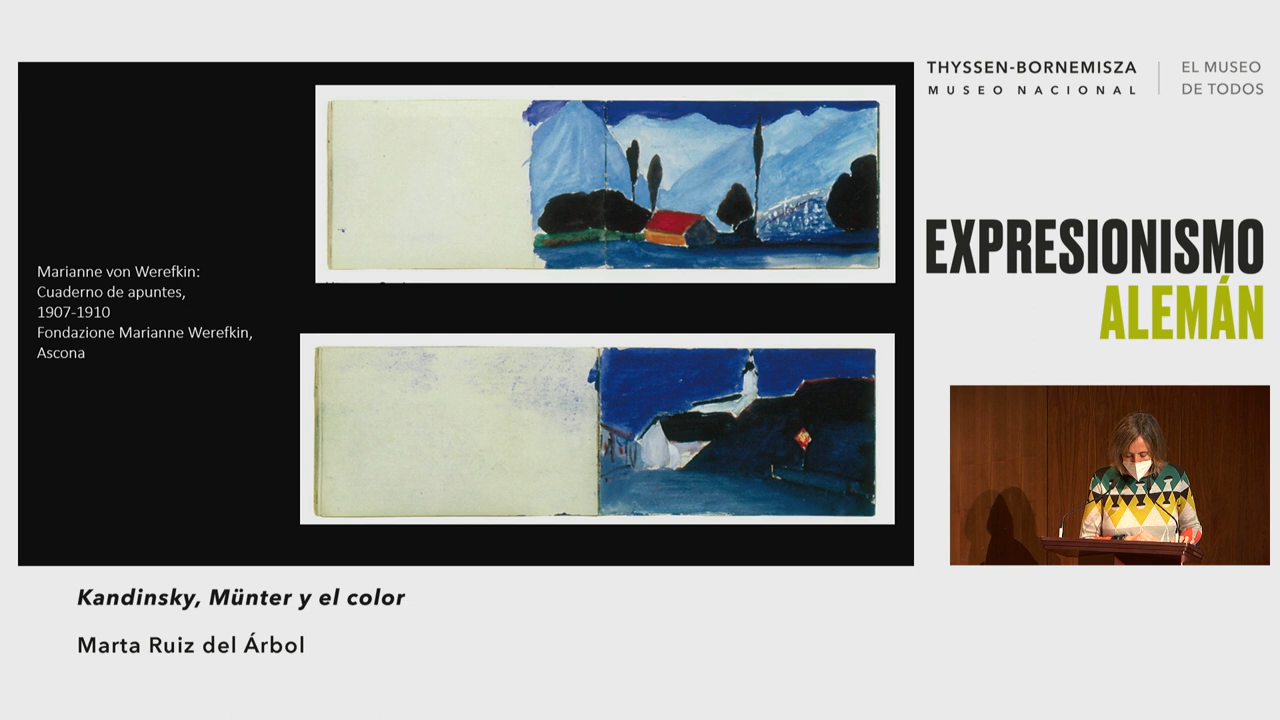 THYSSEN-BORNEMISZA
MUSEO NACIONAL
EL MUSEO
DE TODOS
Marianne von Werefkin:
Cuaderno de apuntes,
1907-1910
Fondazione Marianne Werefkin,
Ascona
EXPRESIONISMO
ALEMÁN
Kandinsky, Münter y el color
Marta Ruiz del Árbol